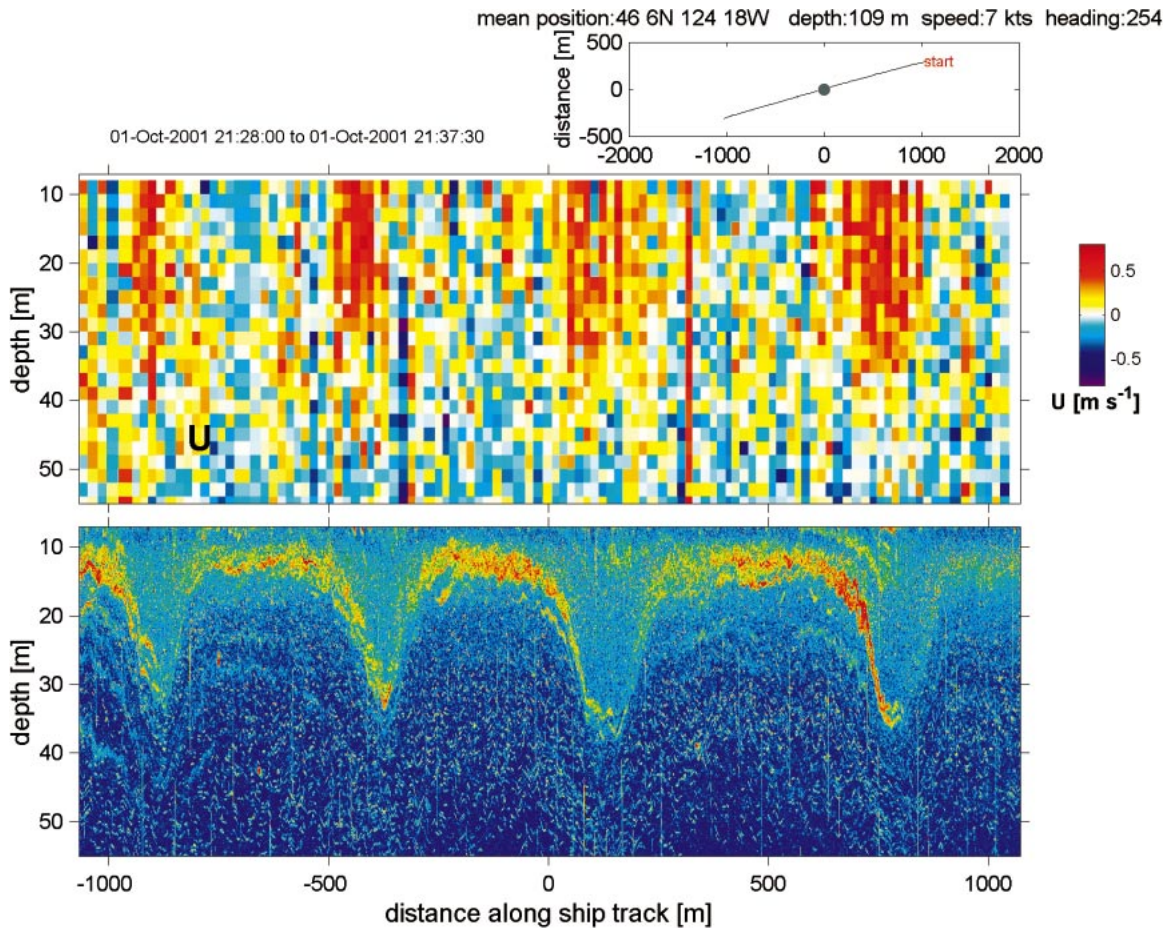 mean position:46 6N 124 18W depth:109 m speed:7 kts heading:254
500
0
-500
distance [m]
start
-2000 -1000 0 1000 2000
01-Oct-2001 21:28:00 to 01-Oct-2001 21:37:30
10
20
30
40
50
depth [m]
U
0.5
0
-0.5
U [m s-1]
10
20
30
40
50
depth [m]
-1000 -500 0 500 1000
distance along ship track [m]